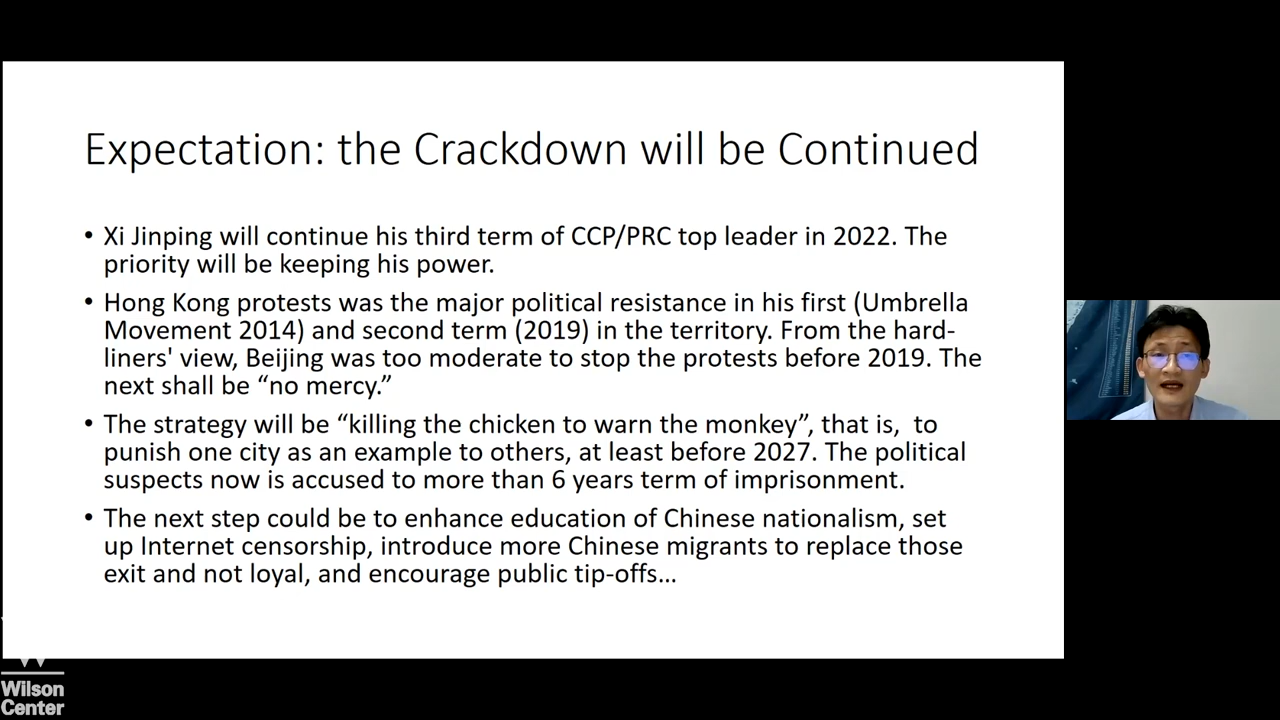 Expectation: the Crackdown will be Continued
• Xi Jinping will continue his third term of CCP/PRC top leader in 2022. The
priority will be keeping his power.
• Hong Kong protests was the major political resistance in his first (Umbrella
Movement 2014) and second term (2019) in the territory. From the hard-
liners' view, Beijing was too moderate to stop the protests before 2019. The
next shall be “no mercy.”
• The strategy will be “killing the chicken to warn the monkey”, that is,  to
punish one city as an example to others, at least before 2027. The political
suspects now is accused to more than 6 years term of imprisonment.
• The next step could be to enhance education of Chinese nationalism, set
up Internet censorship, introduce more Chinese migrants to replace those
exit and not loyal, and encourage public tip-offs…
Wilson
Center